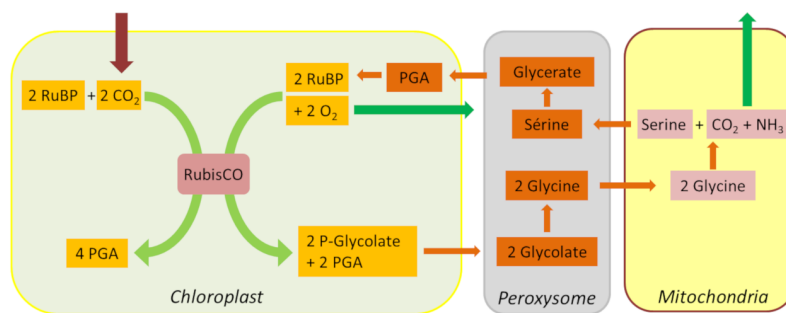 2 RuBP + 2 CO₂
2 RuBP
+ 2 O₂
PGA
RubisCO
4 PGA
2 P-Glycolate
+ 2 PGA
Chloroplast
Glycerate
Sérine
2 Glycine
2 Glycolate
Peroxysome
Serine + CO₂ + NH₃
2 Glycine
Mitochondria